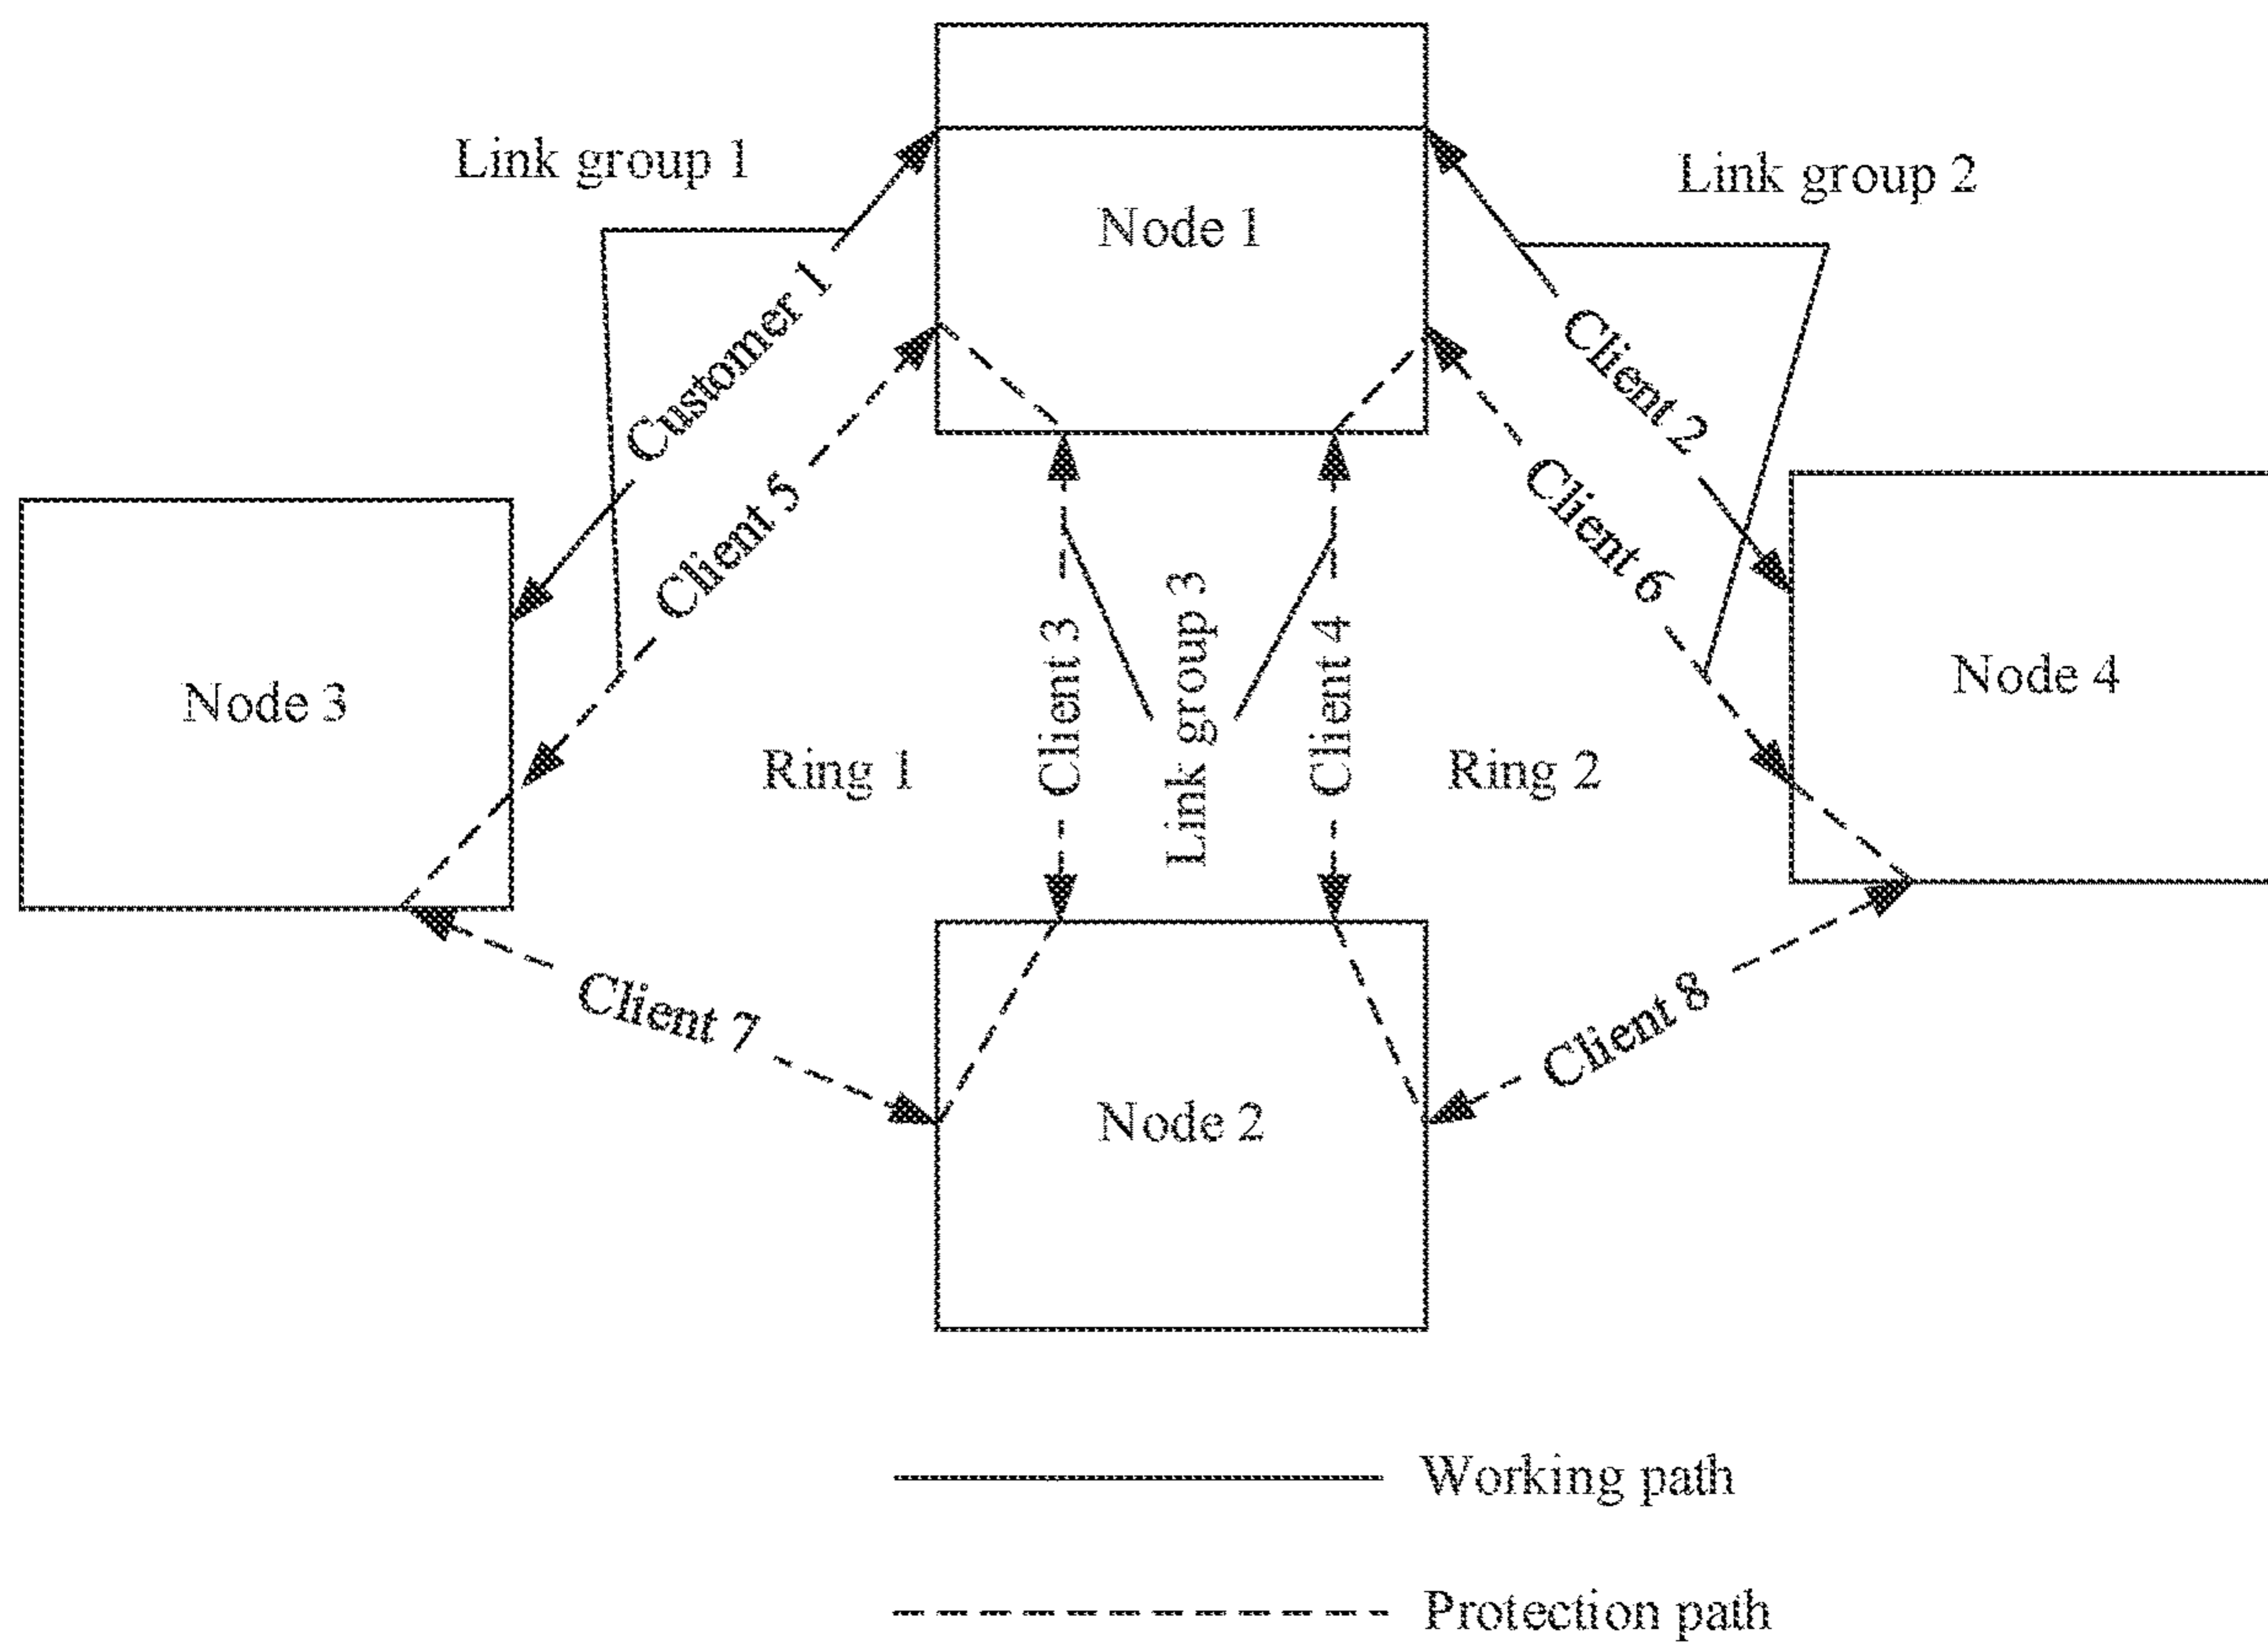 Link group 1
Link group 2
Node 1
Customer 1
Client 2
Client 5
Client 6
Node 3
Client 3
Link group 3
Client 4
Node 4
Ring 1
Ring 2
Client 7
Client 8
Node 2
Working path
Protection path